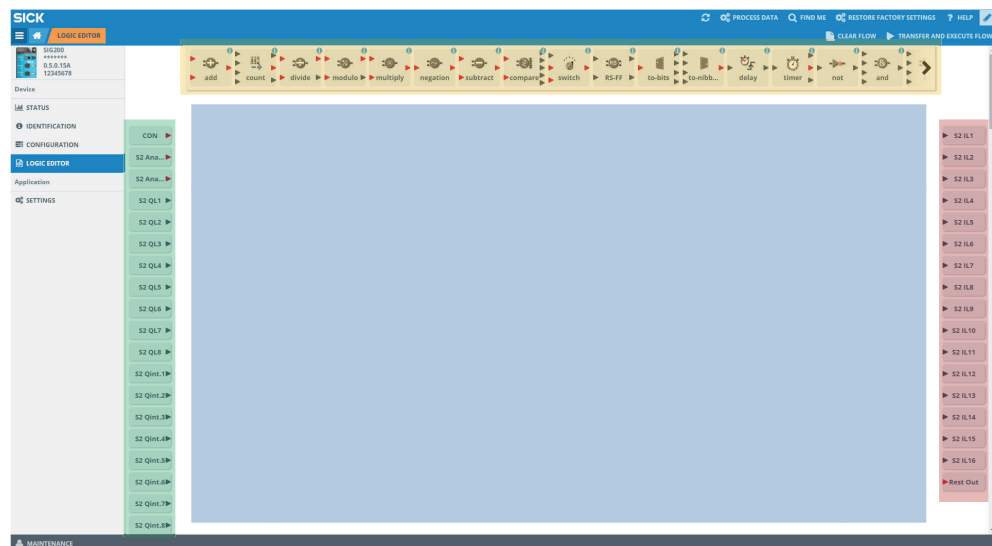 SICK
PROCESS DATA FIND ME RESTORE FACTORY SETTINGS ? HELP
LOGIC EDITOR
CLEAR FLOW TRANSFER AND EXECUTE FLOW
SIG200
*******
0.5.0.15A
12345678
Device
STATUS
IDENTIFICATION
CONFIGURATION
LOGIC EDITOR
Application
SETTINGS
add count divide modulo multiply negation subtract compare switch RS-FF to-bits to-nibb... delay timer not and
CON
S2 Ana...
S2 Ana...
S2 QL1
S2 QL2
S2 QL3
S2 QL4
S2 QL5
S2 QL6
S2 QL7
S2 QL8
S2 Qint.1
S2 Qint.2
S2 Qint.3
S2 Qint.4
S2 Qint.5
S2 Qint.6
S2 Qint.7
S2 Qint.8
S2 IL1
S2 IL2
S2 IL3
S2 IL4
S2 IL5
S2 IL6
S2 IL7
S2 IL8
S2 IL9
S2 IL10
S2 IL11
S2 IL12
S2 IL13
S2 IL14
S2 IL15
S2 IL16
Rest Out
MAINTENANCE